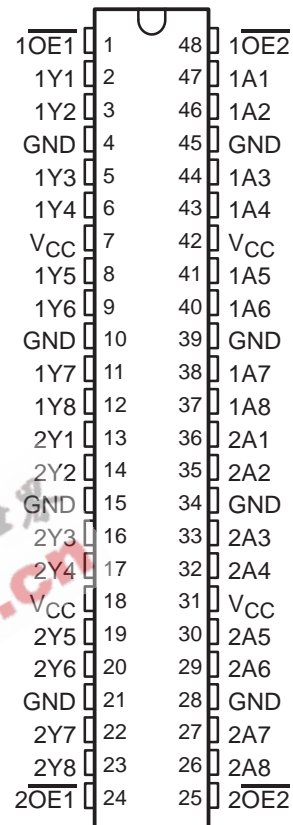 1OE1 1 48 1OE2
1Y1 2 47 1A1
1Y2 3 46 1A2
GND 4 45 GND
1Y3 5 44 1A3
1Y4 6 43 1A4
VCC 7 42 VCC
1Y5 8 41 1A5
1Y6 9 40 1A6
GND 10 39 GND
1Y7 11 38 1A7
1Y8 12 37 1A8
2Y1 13 36 2A1
2Y2 14 35 2A2
GND 15 34 GND
2Y3 16 33 2A3
2Y4 17 32 2A4
VCC 18 31 VCC
2Y5 19 30 2A5
2Y6 20 29 2A6
GND 21 28 GND
2Y7 22 27 2A7
2Y8 23 26 2A8
2OE1 24 25 2OE2
.cn